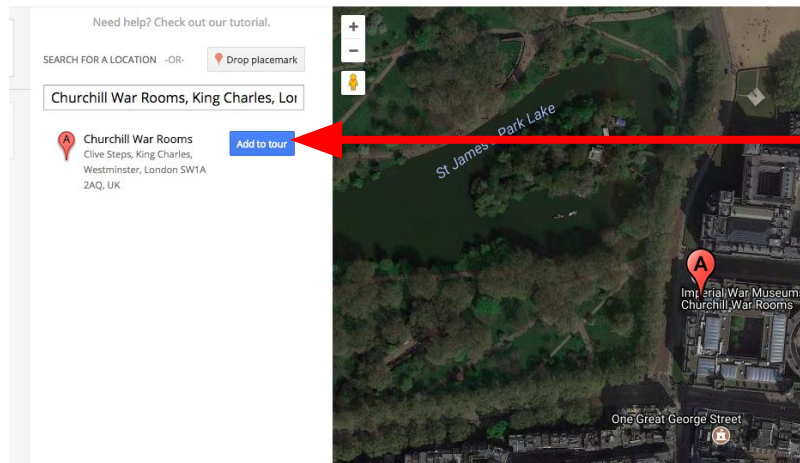 Need help? Check out our tutorial.
SEARCH FOR A LOCATION -OR- Drop placemark
Churchill War Rooms, King Charles, Lor
A Churchill War Rooms
Add to tour
Clive Steps, King Charles,
Westminster, London SW1A
2AQ, UK
+
−
St James's Park Lake
A
Imperial War Museums
Churchill War Rooms
One Great George Street